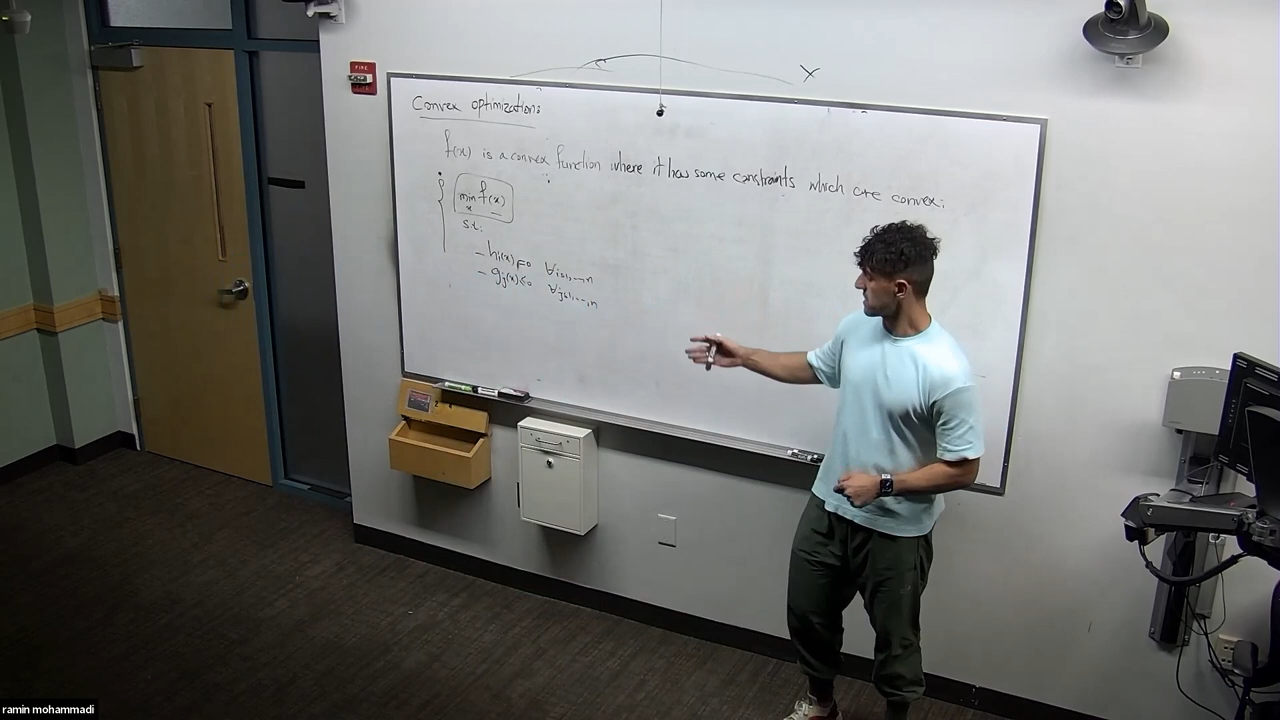 FIRE
X
Convex optimizations
f(x) is a convex function where it has some constraints which are convex.
min f(x)
x
s.t.
- hi(x) = 0 ∀i=1,...,n
- gj(x) ≤ 0 ∀j=1,...,n
ramin mohammadi